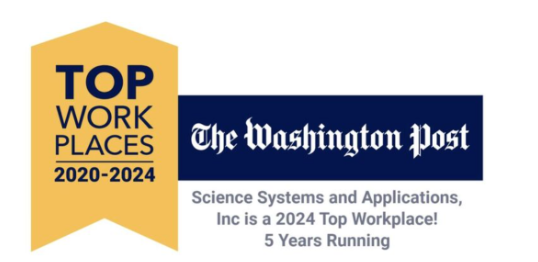 TOP
WORK
PLACES
2020-2024
The Washington Post
Science Systems and Applications,
Inc is a 2024 Top Workplace!
5 Years Running